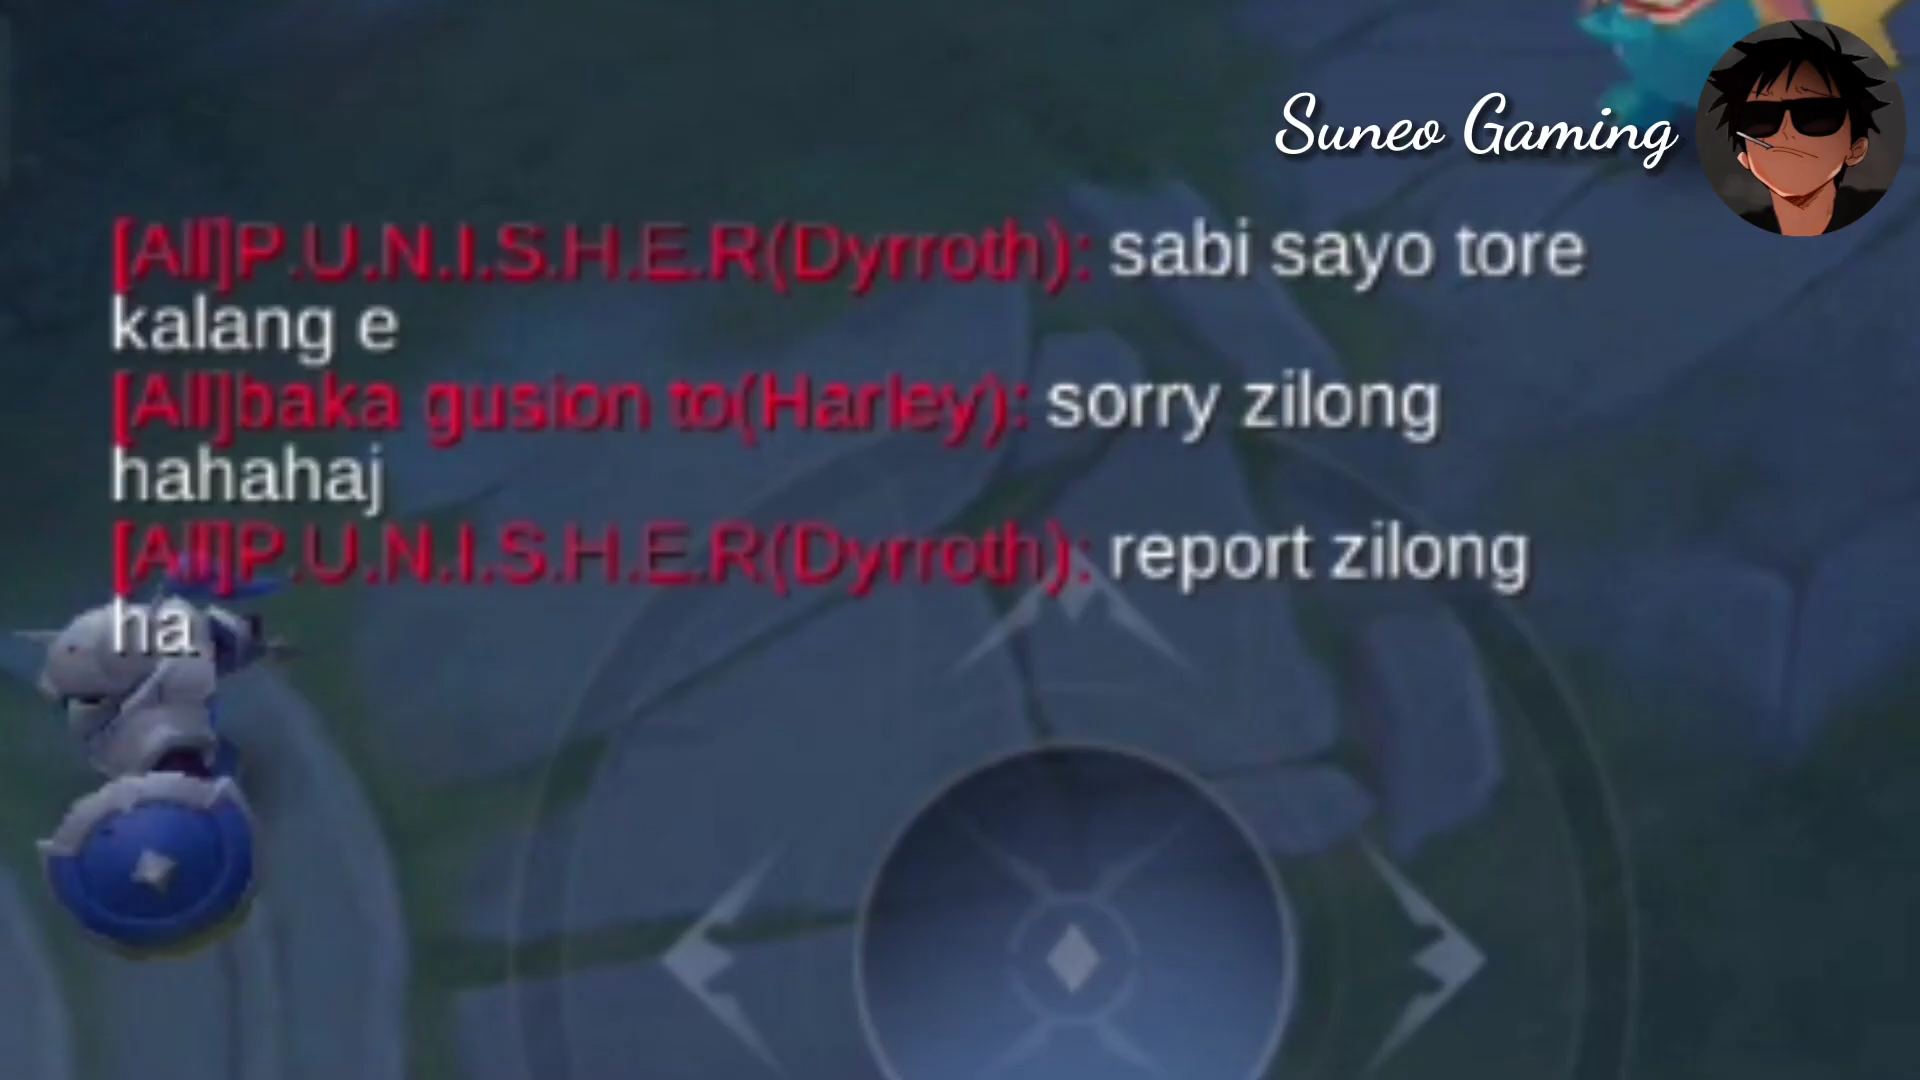 Suneo Gaming
[All]P.U.N.I.S.H.E.R(Dyrroth): sabi sayo tore
kalang e
[All]baka gusion to(Harley): sorry zilong
hahahaj
[All]P.U.N.I.S.H.E.R(Dyrroth): report zilong
ha